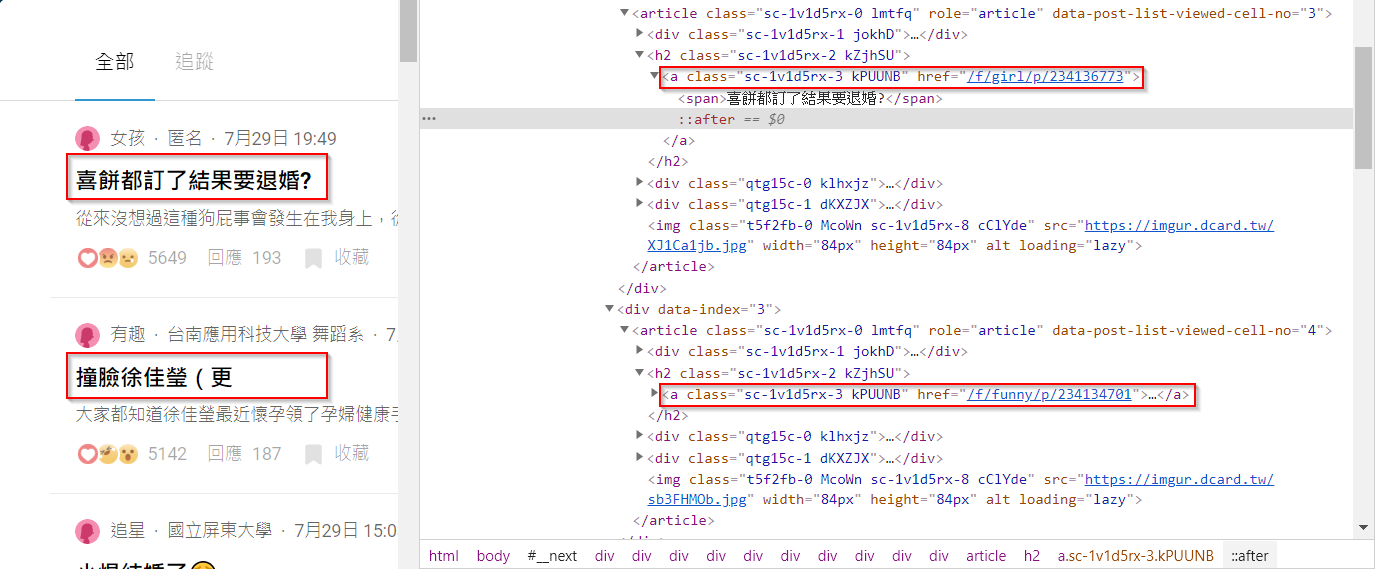 全部 追蹤
女孩 · 匿名 · 7月29日 19:49
喜餅都訂了結果要退婚?
從來沒想過這種狗屁事會發生在我身上，
5649 回應 193 收藏
有趣 · 台南應用科技大學 舞蹈系 · 7
撞臉徐佳瑩（更
大家都知道徐佳瑩最近懷孕領了孕婦健康手
5142 回應 187 收藏
追星 · 國立屏東大學 · 7月29日 15:0
<article class="sc-1v1d5rx-0 lmtfq" role="article" data-post-list-viewed-cell-no="3">
<div class="sc-1v1d5rx-1 jokhD">…</div>
<h2 class="sc-1v1d5rx-2 kZjhSU">
<a class="sc-1v1d5rx-3 kPUUNB" href="/f/girl/p/234136773">
<span>喜餅都訂了結果要退婚?</span>
::after == $0
</a>
</h2>
<div class="qtg15c-0 klhxjz">…</div>
<div class="qtg15c-1 dKXZJX">…</div>
<img class="t5f2fb-0 McoWn sc-1v1d5rx-8 cClYde" src="https://imgur.dcard.tw/
XJ1Ca1jb.jpg" width="84px" height="84px" alt loading="lazy">
</article>
</div>
<div data-index="3">
<article class="sc-1v1d5rx-0 lmtfq" role="article" data-post-list-viewed-cell-no="4">
<div class="sc-1v1d5rx-1 jokhD">…</div>
<h2 class="sc-1v1d5rx-2 kZjhSU">
<a class="sc-1v1d5rx-3 kPUUNB" href="/f/funny/p/234134701">…</a>
</h2>
<div class="qtg15c-0 klhxjz">…</div>
<div class="qtg15c-1 dKXZJX">…</div>
<img class="t5f2fb-0 McoWn sc-1v1d5rx-8 cClYde" src="https://imgur.dcard.tw/
sb3FHMOb.jpg" width="84px" height="84px" alt loading="lazy">
</article>
html body #__next div div div div div div div div div div article h2 a.sc-1v1d5rx-3.kPUUNB ::after